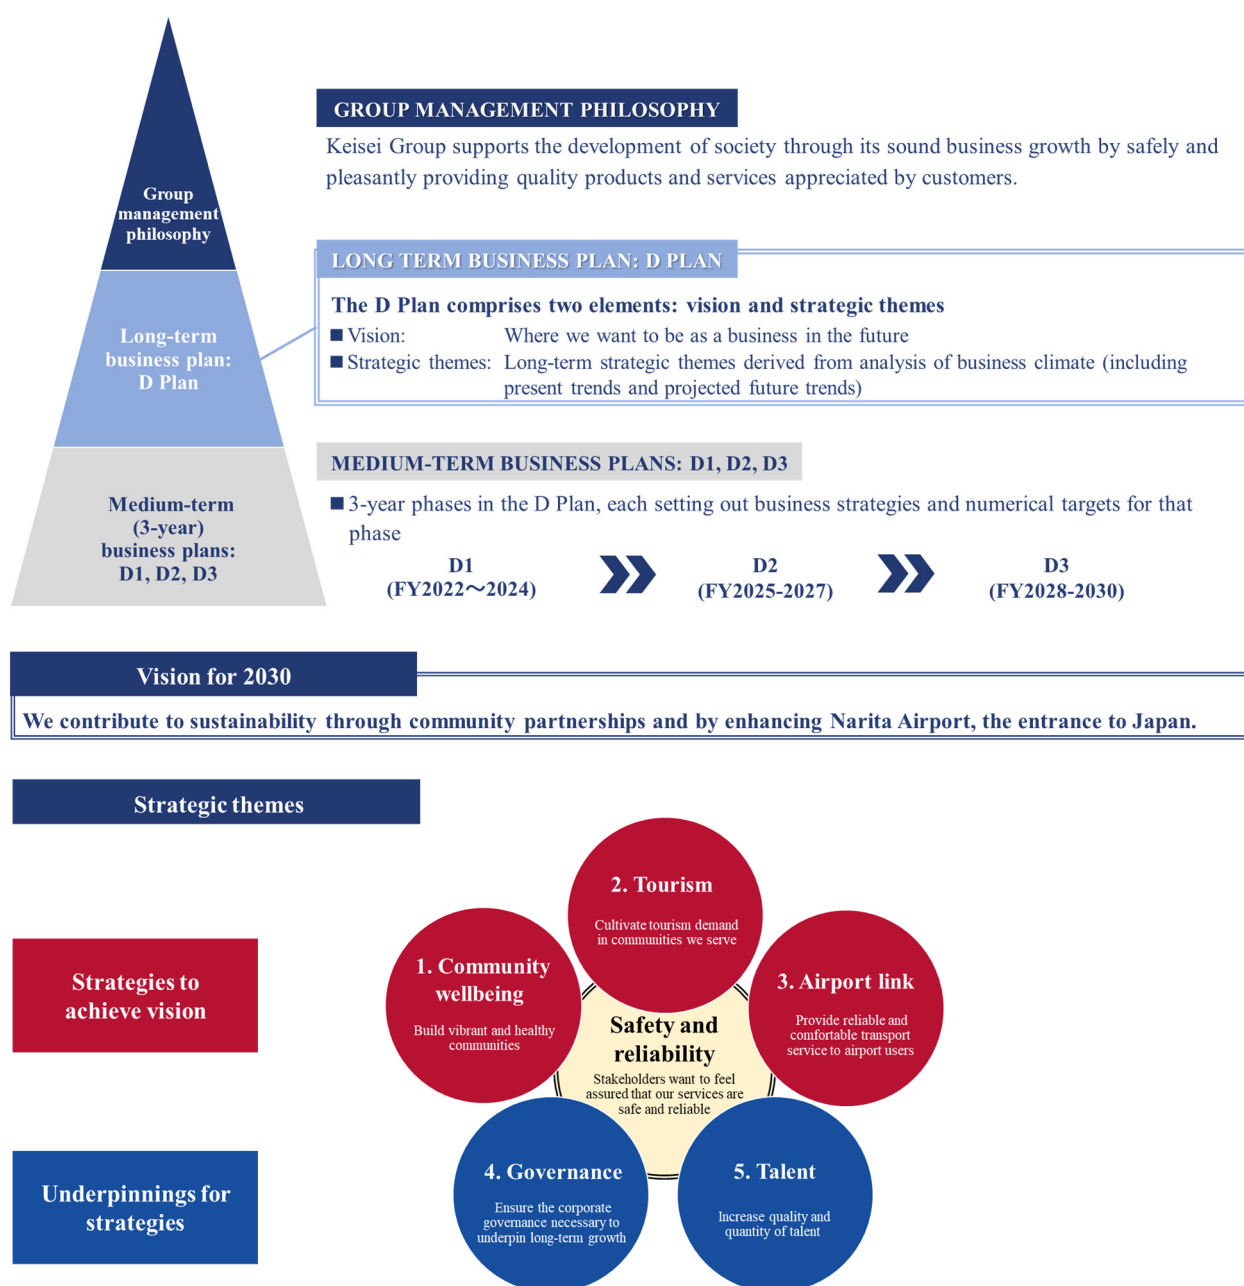 Group
management
philosophy
GROUP MANAGEMENT PHILOSOPHY
Keisei Group supports the development of society through its sound business growth by safely and
pleasantly providing quality products and services appreciated by customers.
Long-term
business plan:
D Plan
LONG TERM BUSINESS PLAN: D PLAN
The D Plan comprises two elements: vision and strategic themes
■ Vision: Where we want to be as a business in the future
■ Strategic themes: Long-term strategic themes derived from analysis of business climate (including
present trends and projected future trends)
Medium-term
(3-year)
business plans:
D1, D2, D3
MEDIUM-TERM BUSINESS PLANS: D1, D2, D3
■ 3-year phases in the D Plan, each setting out business strategies and numerical targets for that
phase
D1
(FY2022〜2024)
D2
(FY2025-2027)
D3
(FY2028-2030)
Vision for 2030
We contribute to sustainability through community partnerships and by enhancing Narita Airport, the entrance to Japan.
Strategic themes
Strategies to
achieve vision
1. Community
wellbeing
Build vibrant and healthy
communities
2. Tourism
Cultivate tourism demand
in communities we serve
3. Airport link
Provide reliable and
comfortable transport
service to airport users
Safety and
reliability
Stakeholders want to feel
assured that our services are
safe and reliable
Underpinnings for
strategies
4. Governance
Ensure the corporate
governance necessary to
underpin long-term growth
5. Talent
Increase quality and
quantity of talent